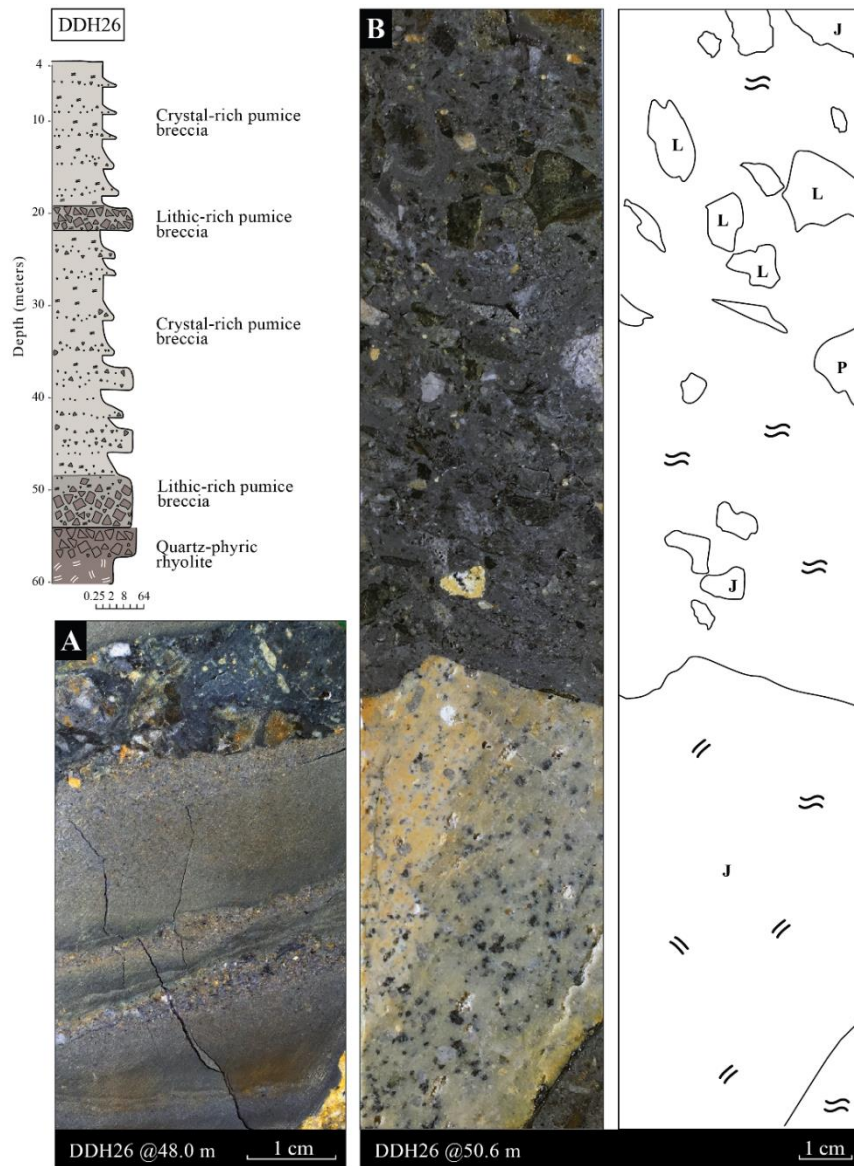 DDH26
4
10
20
30
40
50
60
Depth (meters)
Crystal-rich pumice
breccia
Lithic-rich pumice
breccia
Crystal-rich pumice
breccia
Lithic-rich pumice
breccia
Quartz-phyric
rhyolite
0.25 2 8 64
A
DDH26 @48.0 m
1 cm
B
DDH26 @50.6 m
J
L
L
L
L
P
J
J
1 cm